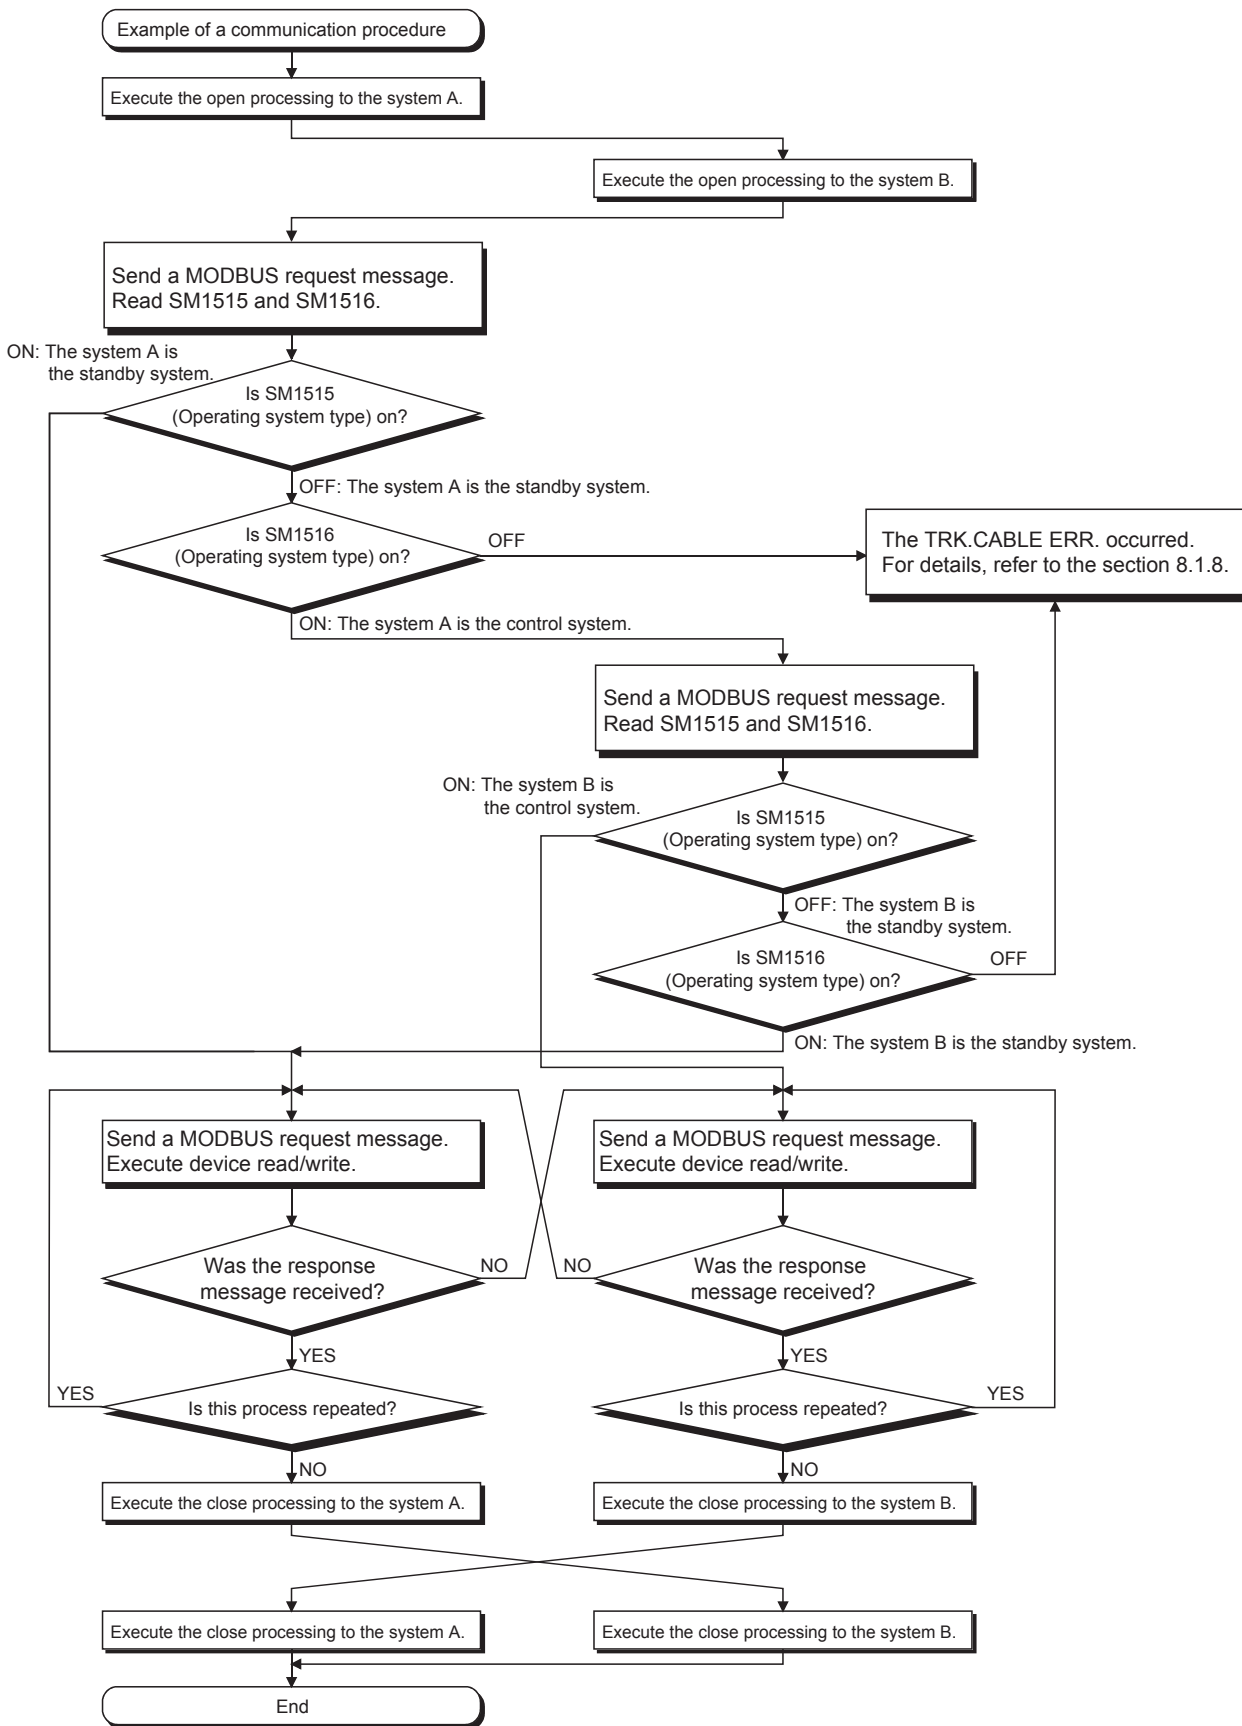 Example of a communication procedure
Execute the open processing to the system A.
Execute the open processing to the system B.
Send a MODBUS request message.
Read SM1515 and SM1516.
ON: The system A is
the standby system.
Is SM1515
(Operating system type) on?
OFF: The system A is the standby system.
Is SM1516
(Operating system type) on?
OFF
The TRK.CABLE ERR. occurred.
For details, refer to the section 8.1.8.
ON: The system A is the control system.
Send a MODBUS request message.
Read SM1515 and SM1516.
ON: The system B is
the control system.
Is SM1515
(Operating system type) on?
OFF: The system B is
the standby system.
Is SM1516
(Operating system type) on?
OFF
ON: The system B is the standby system.
Send a MODBUS request message.
Execute device read/write.
Send a MODBUS request message.
Execute device read/write.
Was the response
message received?
NO
NO
Was the response
message received?
YES
YES
YES
Is this process repeated?
Is this process repeated?
YES
NO
NO
Execute the close processing to the system A.
Execute the close processing to the system B.
Execute the close processing to the system A.
Execute the close processing to the system B.
End